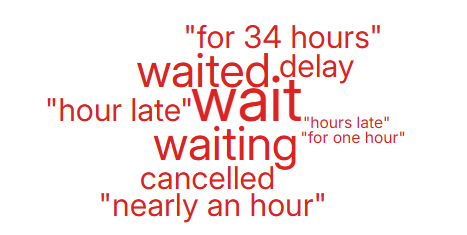 "for 34 hours"
waited delay
"hour late" wait
"hours late"
waiting "for one hour"
cancelled
"nearly an hour"